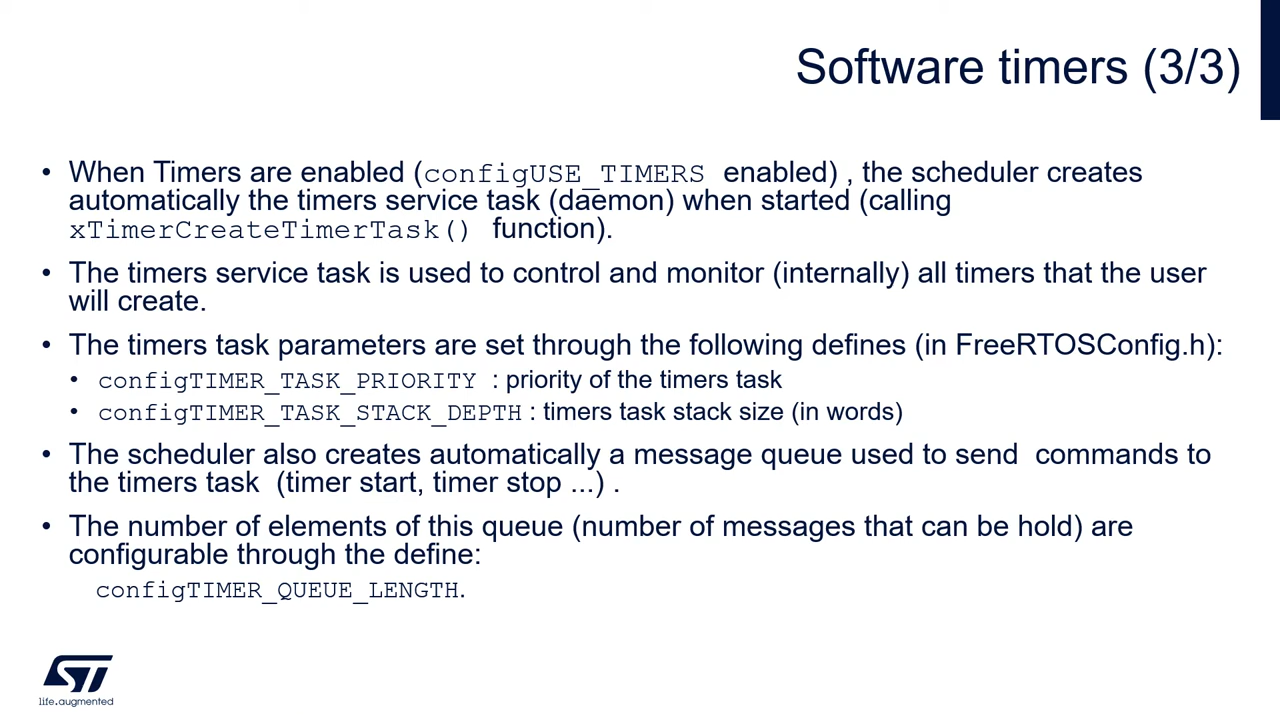 Software timers (3/3)
• When Timers are enabled (configUSE_TIMERS enabled) , the scheduler creates
automatically the timers service task (daemon) when started (calling
xTimerCreateTimerTask() function).
• The timers service task is used to control and monitor (internally) all timers that the user
will create.
• The timers task parameters are set through the following defines (in FreeRTOSConfig.h):
• configTIMER_TASK_PRIORITY : priority of the timers task
• configTIMER_TASK_STACK_DEPTH : timers task stack size (in words)
• The scheduler also creates automatically a message queue used to send commands to
the timers task (timer start, timer stop ...) .
• The number of elements of this queue (number of messages that can be hold) are
configurable through the define:
configTIMER_QUEUE_LENGTH.
ST
life.augmented